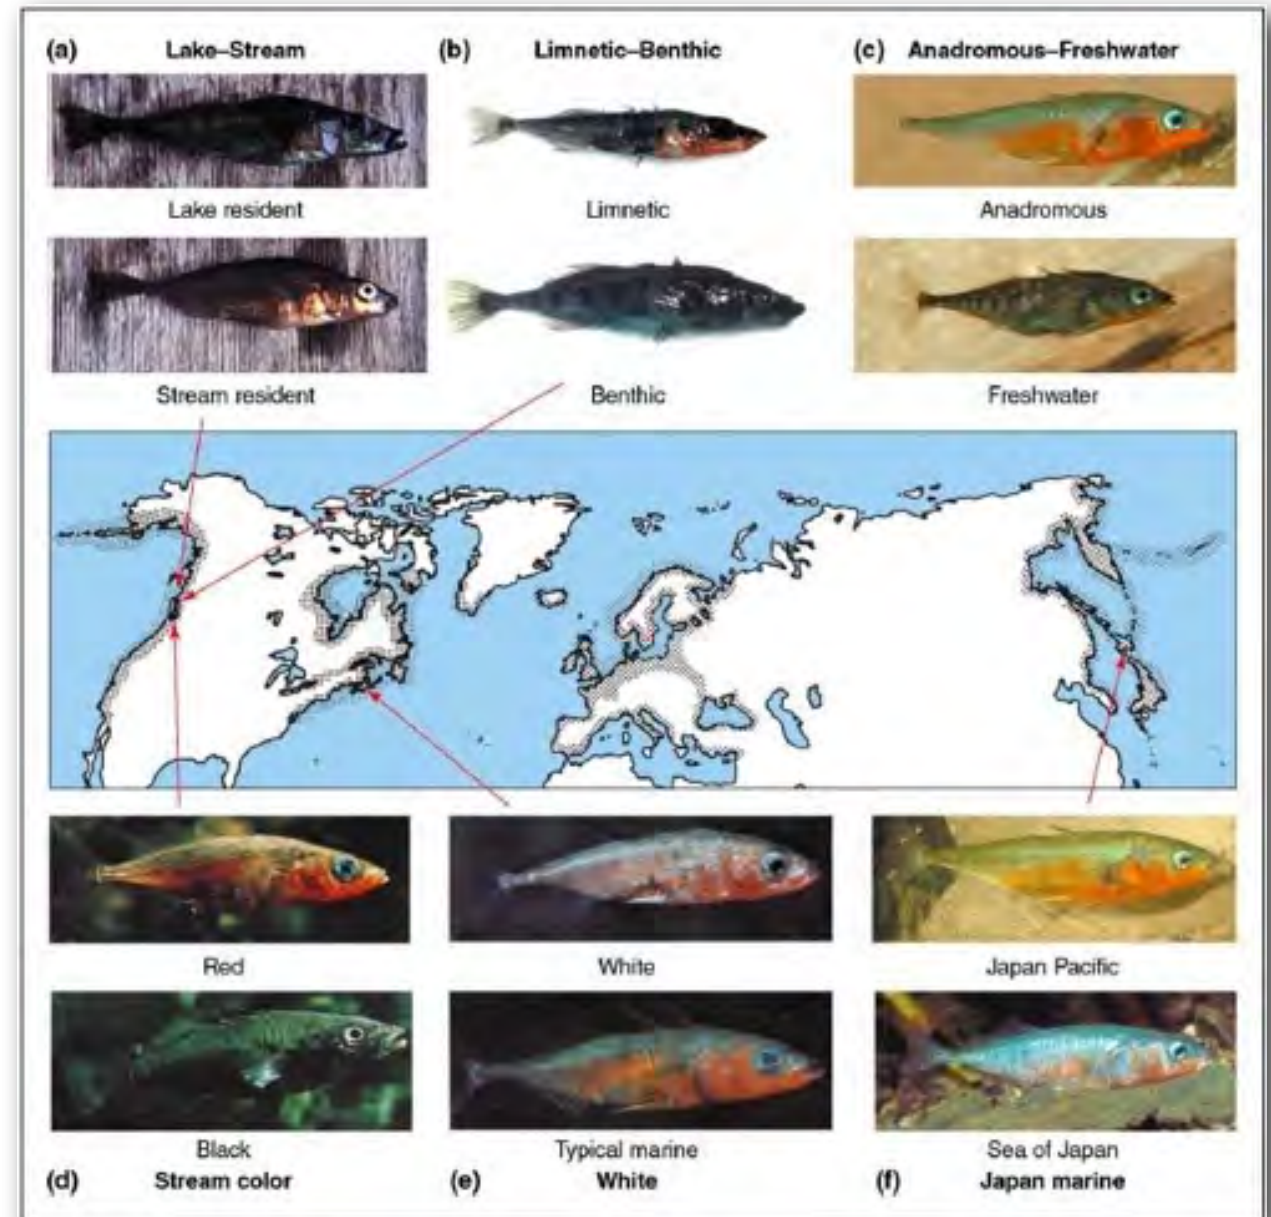 (a) Lake–Stream
(b) Limnetic–Benthic
(c) Anadromous–Freshwater
Lake resident
Limnetic
Anadromous
Stream resident
Benthic
Freshwater
Red
White
Japan Pacific
Black
Typical marine
Sea of Japan
(d) Stream color
(e) White
(f) Japan marine